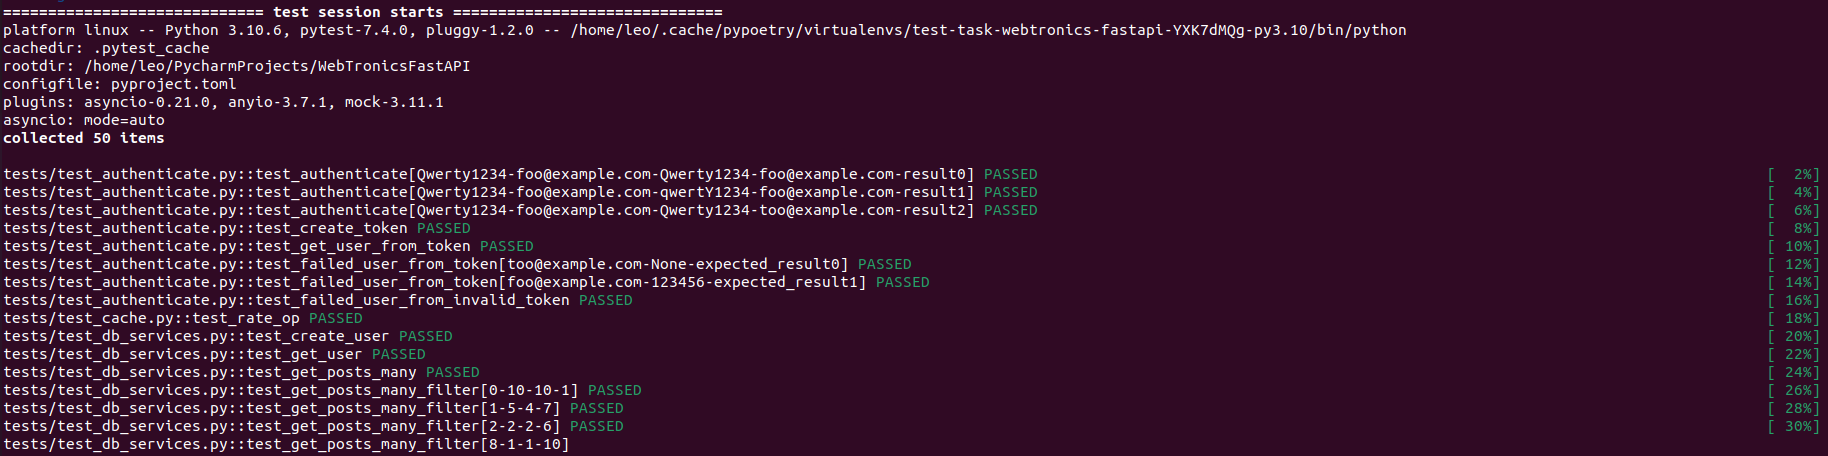 ============================= test session starts ==============================
platform linux -- Python 3.10.6, pytest-7.4.0, pluggy-1.2.0 -- /home/leo/.cache/pypoetry/virtualenvs/test-task-webtronics-fastapi-YXK7dMQg-py3.10/bin/python
cachedir: .pytest_cache
rootdir: /home/leo/PycharmProjects/WebTronicsFastAPI
configfile: pyproject.toml
plugins: asyncio-0.21.0, anyio-3.7.1, mock-3.11.1
asyncio: mode=auto
collected 50 items
tests/test_authenticate.py::test_authenticate[Qwerty1234-foo@example.com-Qwerty1234-foo@example.com-result0] PASSED [  2%]
tests/test_authenticate.py::test_authenticate[Qwerty1234-foo@example.com-qwertY1234-foo@example.com-result1] PASSED [  4%]
tests/test_authenticate.py::test_authenticate[Qwerty1234-foo@example.com-Qwerty1234-too@example.com-result2] PASSED [  6%]
tests/test_authenticate.py::test_create_token PASSED [  8%]
tests/test_authenticate.py::test_get_user_from_token PASSED [ 10%]
tests/test_authenticate.py::test_failed_user_from_token[too@example.com-None-expected_result0] PASSED [ 12%]
tests/test_authenticate.py::test_failed_user_from_token[foo@example.com-123456-expected_result1] PASSED [ 14%]
tests/test_authenticate.py::test_failed_user_from_invalid_token PASSED [ 16%]
tests/test_cache.py::test_rate_op PASSED [ 18%]
tests/test_db_services.py::test_create_user PASSED [ 20%]
tests/test_db_services.py::test_get_user PASSED [ 22%]
tests/test_db_services.py::test_get_posts_many PASSED [ 24%]
tests/test_db_services.py::test_get_posts_many_filter[0-10-10-1] PASSED [ 26%]
tests/test_db_services.py::test_get_posts_many_filter[1-5-4-7] PASSED [ 28%]
tests/test_db_services.py::test_get_posts_many_filter[2-2-2-6] PASSED [ 30%]
tests/test_db_services.py::test_get_posts_many_filter[8-1-1-10]